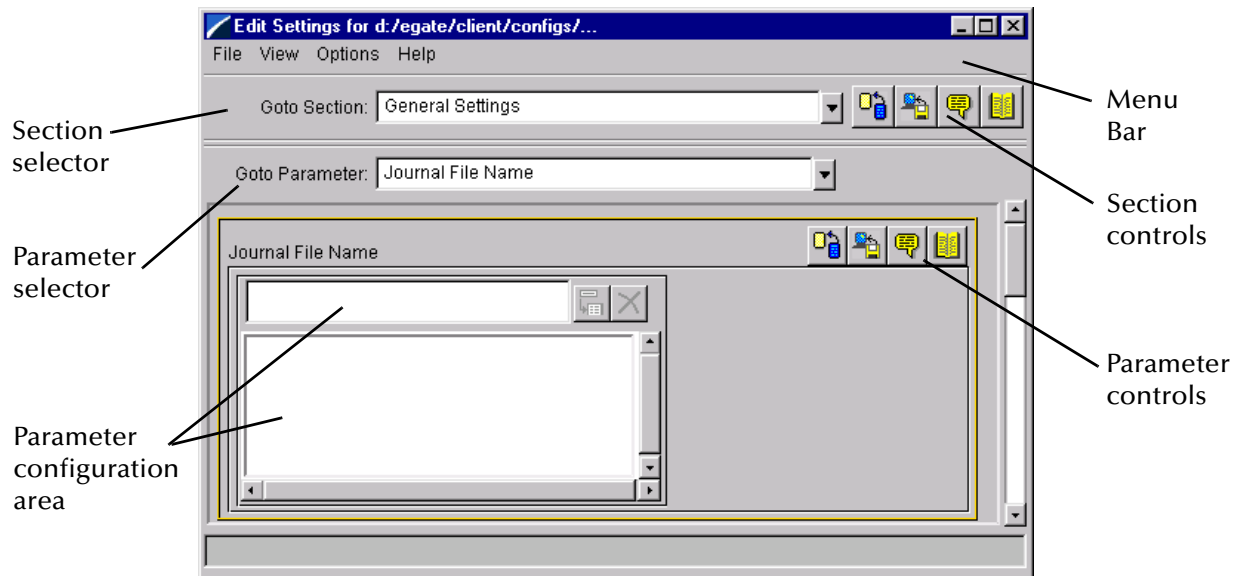 Edit Settings for d:/egate/client/configs/...
File View Options Help
Goto Section: General Settings
Goto Parameter: Journal File Name
Journal File Name
Section
selector
Parameter
selector
Parameter
configuration
area
Menu
Bar
Section
controls
Parameter
controls